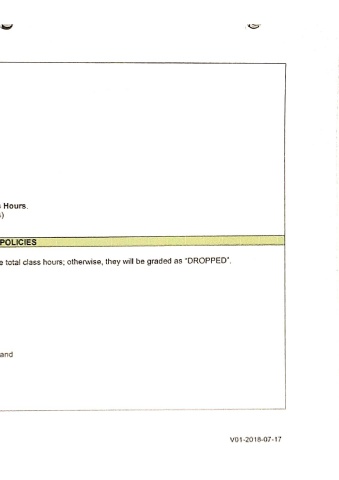 Hours.
)
POLICIES
e total class hours; otherwise, they will be graded as "DROPPED".
and
V01-2018-07-17